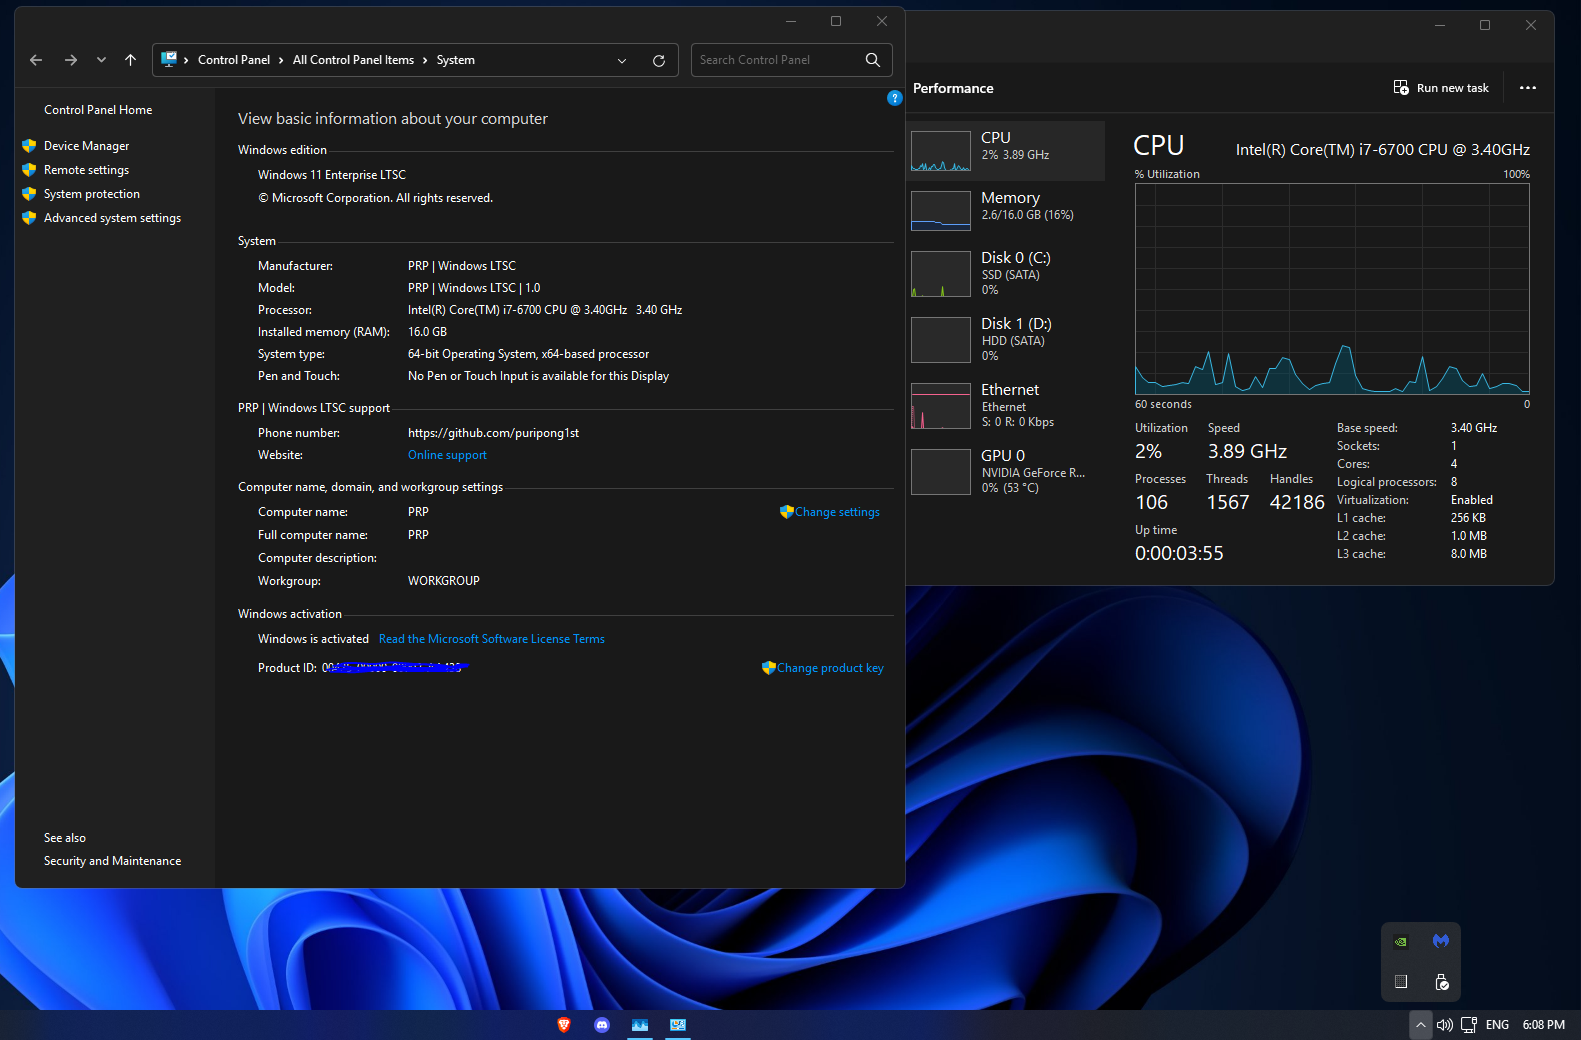 Control Panel > All Control Panel Items > System
Search Control Panel
Control Panel Home
Device Manager
Remote settings
System protection
Advanced system settings
See also
Security and Maintenance
View basic information about your computer
Windows edition
Windows 11 Enterprise LTSC
© Microsoft Corporation. All rights reserved.
System
Manufacturer: PRP | Windows LTSC
Model: PRP | Windows LTSC | 1.0
Processor: Intel(R) Core(TM) i7-6700 CPU @ 3.40GHz 3.40 GHz
Installed memory (RAM): 16.0 GB
System type: 64-bit Operating System, x64-based processor
Pen and Touch: No Pen or Touch Input is available for this Display
PRP | Windows LTSC support
Phone number: https://github.com/puripong1st
Website: Online support
Computer name, domain, and workgroup settings
Computer name: PRP Change settings
Full computer name: PRP
Computer description:
Workgroup: WORKGROUP
Windows activation
Windows is activated Read the Microsoft Software License Terms
Product ID: Change product key
Performance
Run new task
CPU
2% 3.89 GHz
Memory
2.6/16.0 GB (16%)
Disk 0 (C:)
SSD (SATA)
0%
Disk 1 (D:)
HDD (SATA)
0%
Ethernet
Ethernet
S: 0 R: 0 Kbps
GPU 0
NVIDIA GeForce R...
0% (53 °C)
CPU Intel(R) Core(TM) i7-6700 CPU @ 3.40GHz
% Utilization 100%
60 seconds 0
Utilization Speed
2% 3.89 GHz
Processes Threads Handles
106 1567 42186
Up time
0:00:03:55
Base speed: 3.40 GHz
Sockets: 1
Cores: 4
Logical processors: 8
Virtualization: Enabled
L1 cache: 256 KB
L2 cache: 1.0 MB
L3 cache: 8.0 MB
ENG 6:08 PM